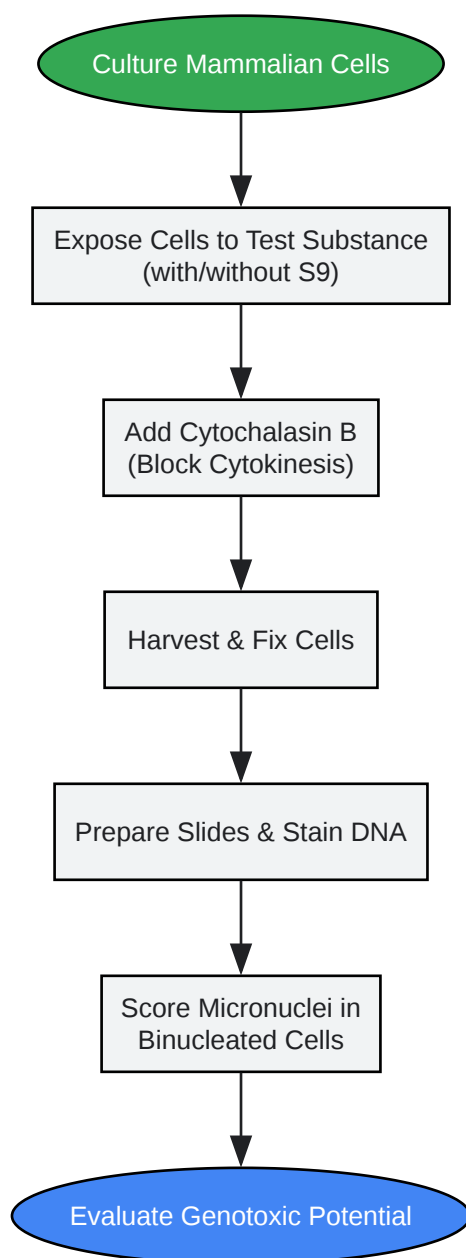 Culture Mammalian Cells
Expose Cells to Test Substance
(with/without S9)
Add Cytochalasin B
(Block Cytokinesis)
Harvest & Fix Cells
Prepare Slides & Stain DNA
Score Micronuclei in
Binucleated Cells
Evaluate Genotoxic Potential